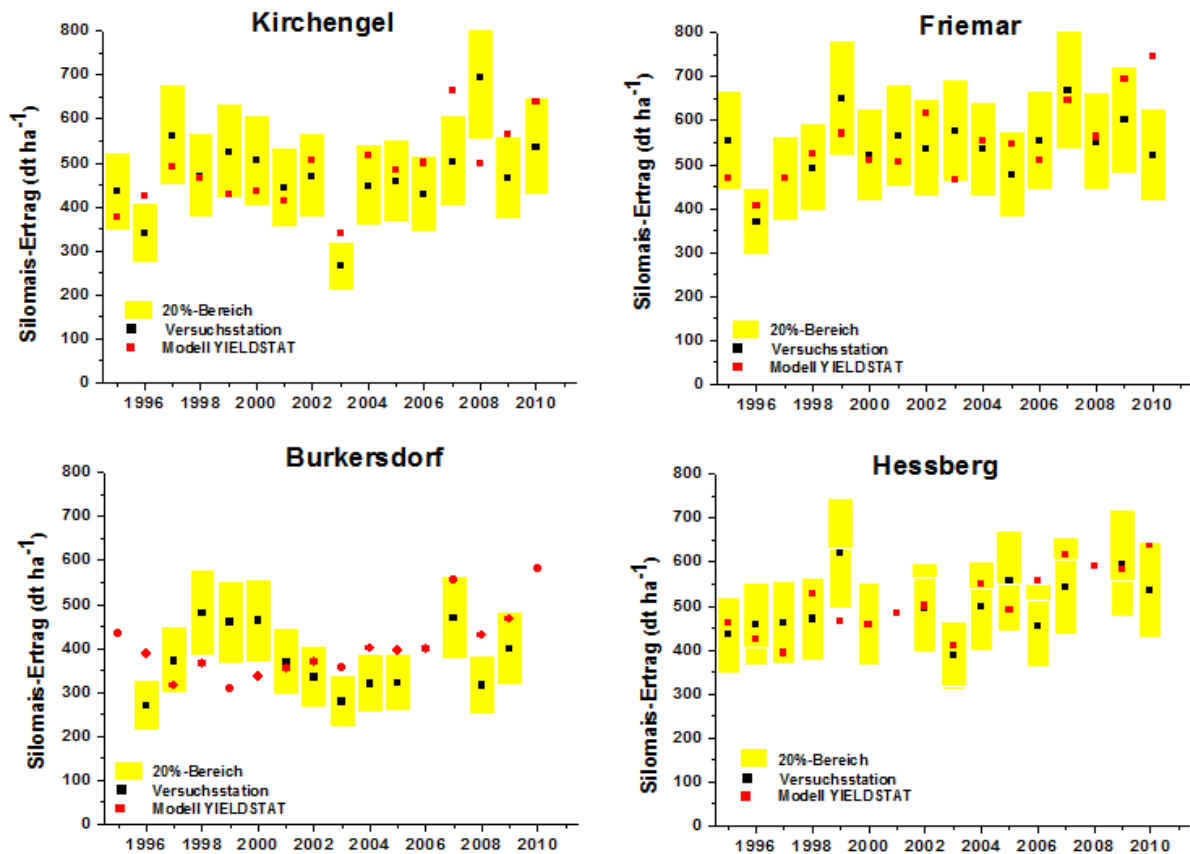 Kirchengel
Silomais-Ertrag (dt ha⁻¹)
800
700
600
500
400
300
200
100
0
20%-Bereich
Versuchsstation
Modell YIELDSTAT
1996 1998 2000 2002 2004 2006 2008 2010
Friemar
Silomais-Ertrag (dt ha⁻¹)
800
700
600
500
400
300
200
100
0
20%-Bereich
Versuchsstation
Modell YIELDSTAT
1996 1998 2000 2002 2004 2006 2008 2010
Burkersdorf
Silomais-Ertrag (dt ha⁻¹)
800
700
600
500
400
300
200
100
0
20%-Bereich
Versuchsstation
Modell YIELDSTAT
1996 1998 2000 2002 2004 2006 2008 2010
Hessberg
Silomais-Ertrag (dt ha⁻¹)
800
700
600
500
400
300
200
100
0
20%-Bereich
Versuchsstation
Modell YIELDSTAT
1996 1998 2000 2002 2004 2006 2008 2010